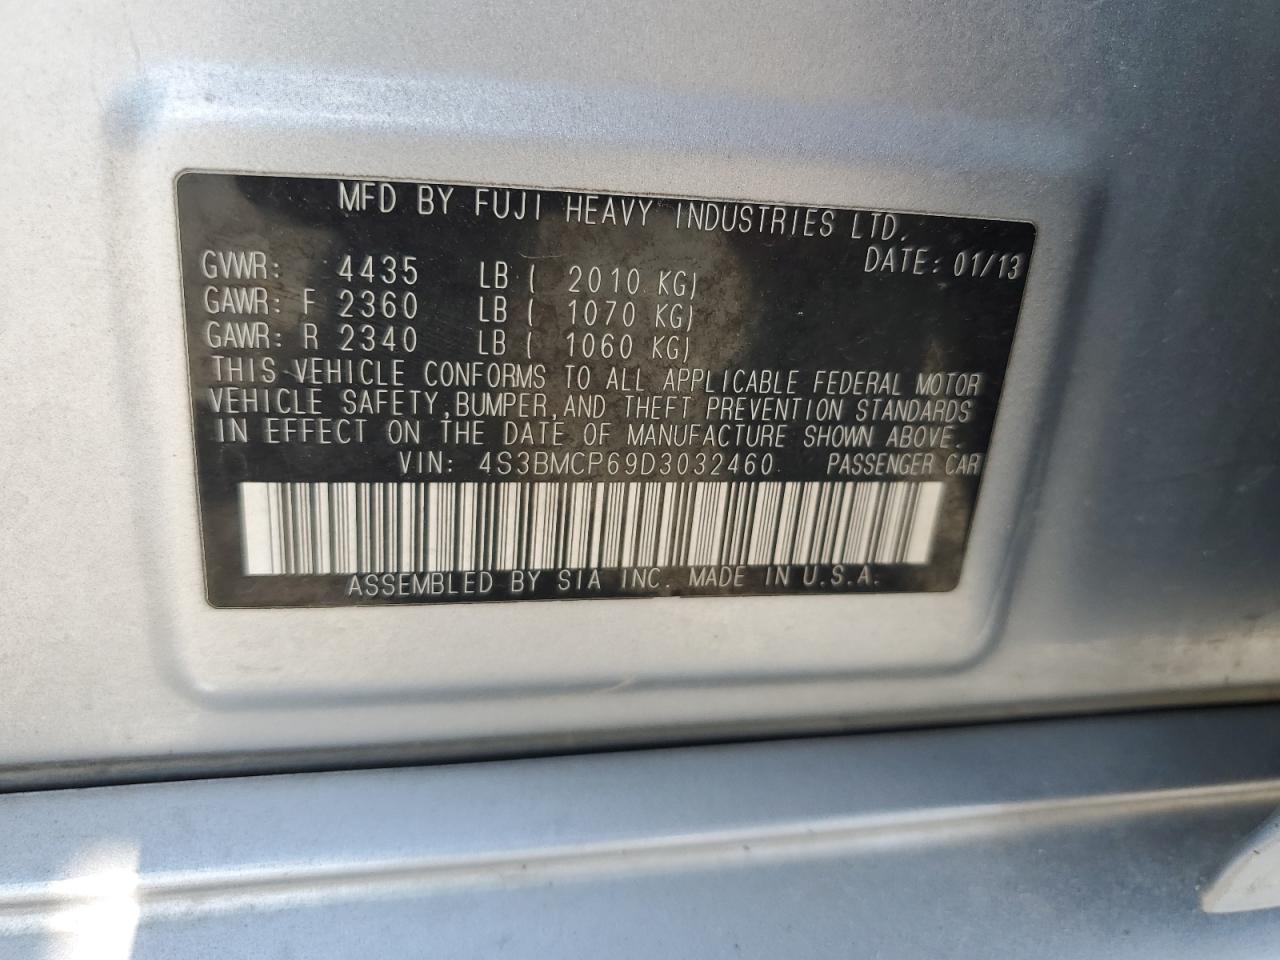 MFD BY FUJI HEAVY INDUSTRIES LTD.
DATE: 01/13
GVWR: 4435 LB ( 2010 KG)
GAWR: F 2360 LB ( 1070 KG)
GAWR: R 2340 LB ( 1060 KG)
THIS VEHICLE CONFORMS TO ALL APPLICABLE FEDERAL MOTOR
VEHICLE SAFETY, BUMPER, AND THEFT PREVENTION STANDARDS
IN EFFECT ON THE DATE OF MANUFACTURE SHOWN ABOVE.
VIN: 4S3BMCP69D3032460 PASSENGER CAR
ASSEMBLED BY SIA INC. MADE IN U.S.A.